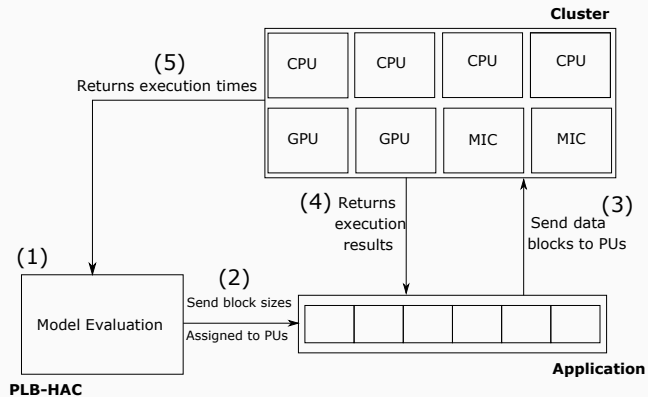 Cluster
CPU CPU CPU CPU
GPU GPU MIC MIC
(5)
Returns execution times
(4) Returns
execution
results
(3)
Send data
blocks to PUs
(1)
Model Evaluation
PLB-HAC
(2)
Send block sizes
Assigned to PUs
Application